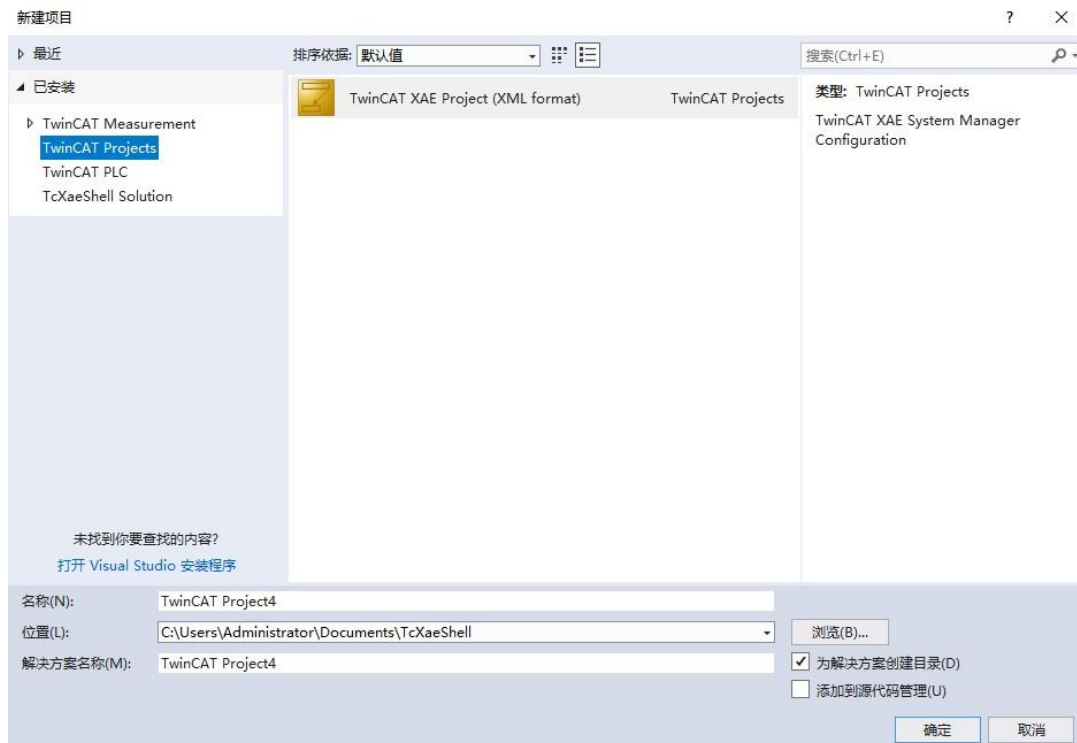 新建项目
?
最近
排序依据: 默认值
搜索(Ctrl+E)
已安装
TwinCAT Measurement
TwinCAT Projects
TwinCAT PLC
TcXaeShell Solution
TwinCAT XAE Project (XML format) TwinCAT Projects
类型: TwinCAT Projects
TwinCAT XAE System Manager
Configuration
未找到你要查找的内容?
打开 Visual Studio 安装程序
名称(N): TwinCAT Project4
位置(L): C:\Users\Administrator\Documents\TcXaeShell 浏览(B)...
解决方案名称(M): TwinCAT Project4
为解决方案创建目录(D)
添加到源代码管理(U)
确定 取消